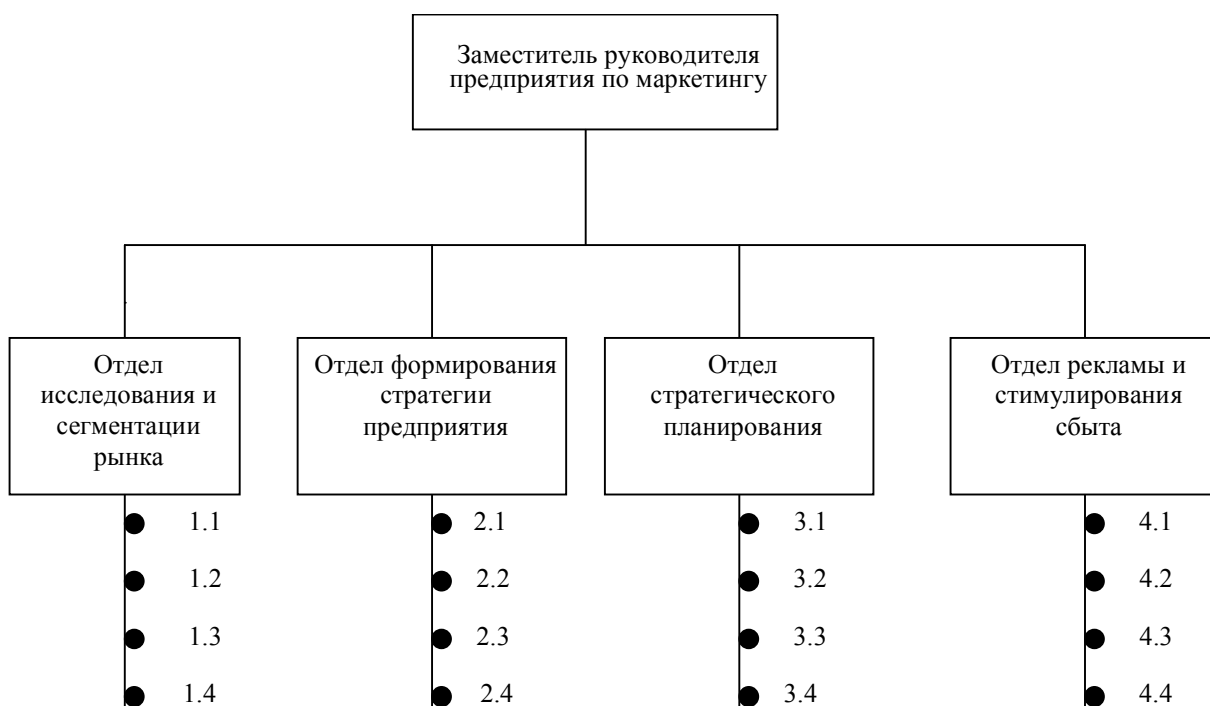 Заместитель руководителя
предприятия по маркетингу
Отдел
исследования и
сегментации
рынка
Отдел формирования
стратегии
предприятия
Отдел
стратегического
планирования
Отдел рекламы и
стимулирования
сбыта
1.1
1.2
1.3
1.4
2.1
2.2
2.3
2.4
3.1
3.2
3.3
3.4
4.1
4.2
4.3
4.4